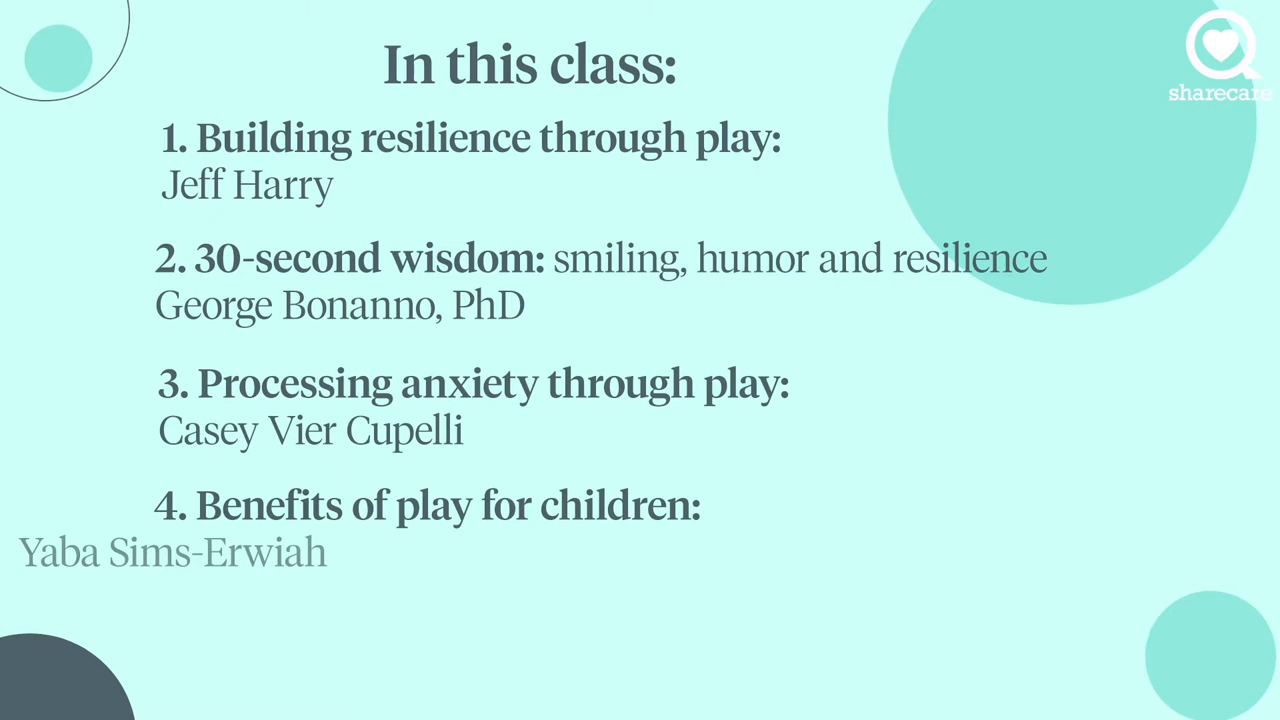 In this class:
sharecare
1. Building resilience through play:
Jeff Harry
2. 30-second wisdom: smiling, humor and resilience
George Bonanno, PhD
3. Processing anxiety through play:
Casey Vier Cupelli
4. Benefits of play for children:
Yaba Sims-Erwiah